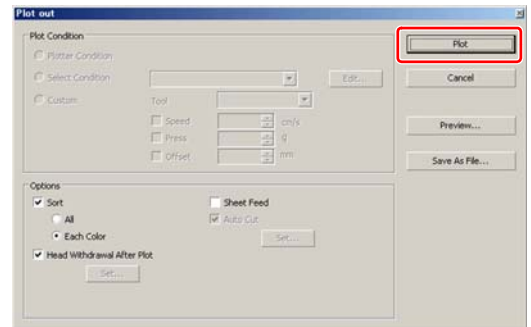 Plot out
Plot Condition
Plotter Condition
Select Condition
Edit...
Custom
Tool
Speed
cm/s
Press
g
Offset
mm
Plot
Cancel
Preview...
Save As File...
Options
Sort
All
Each Color
Head Withdrawal After Plot
Set...
Sheet Feed
Auto Cut
Set...